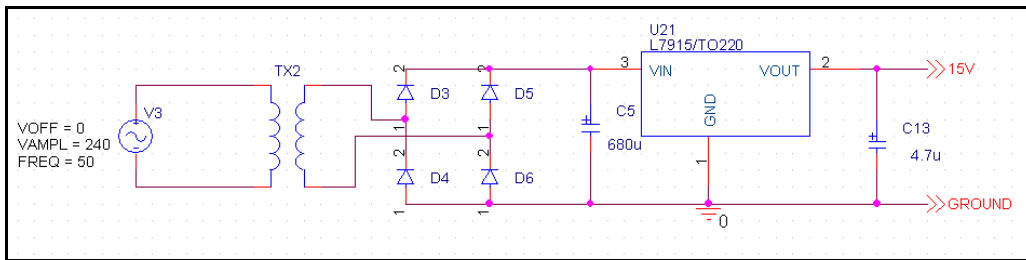 U21
L7915/TO220
TX2
V3
VOFF = 0
VAMPL = 240
FREQ = 50
2
D3
1
2
D5
1
2
D4
1
2
D6
1
C5
680u
3
VIN
VOUT
2
GND
1
0
C13
4.7u
15V
GROUND